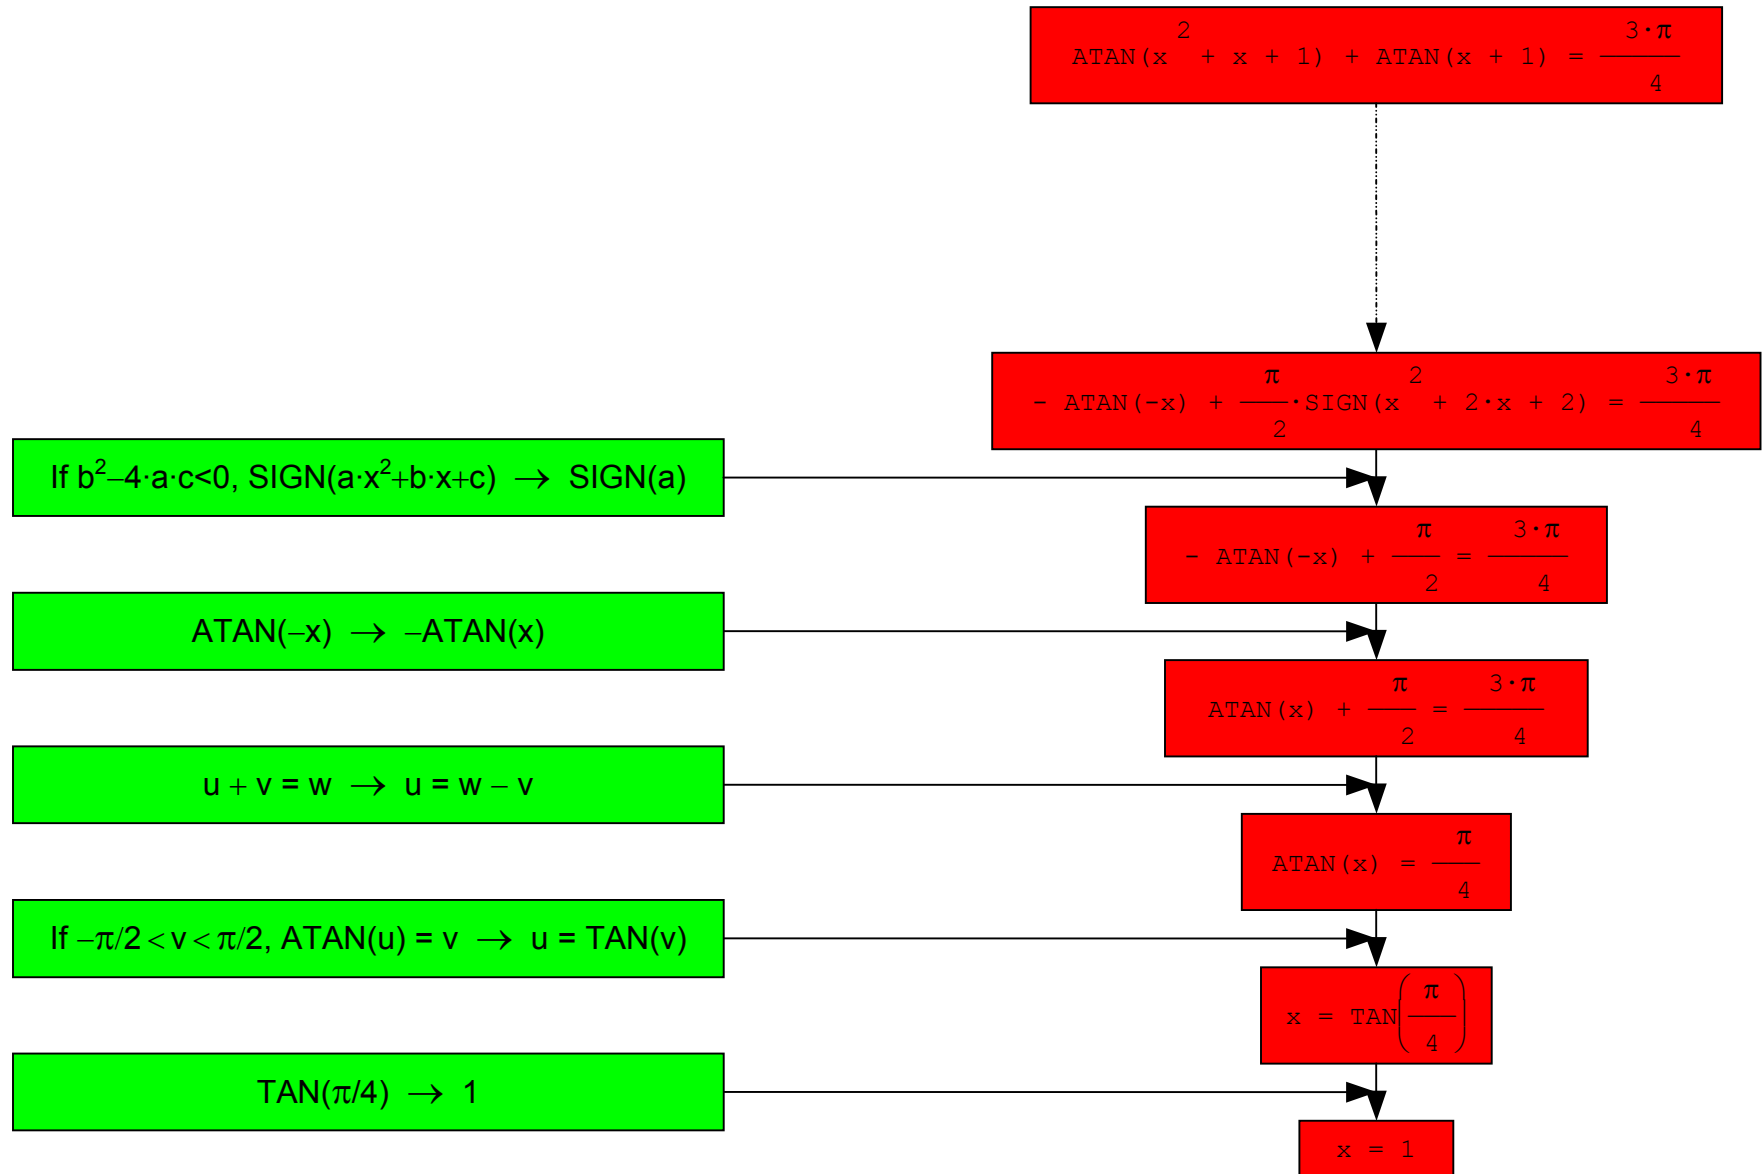 ATAN(x² + x + 1) + ATAN(x + 1) = 3·π/4
- ATAN(-x) + π/2·SIGN(x² + 2·x + 2) = 3·π/4
If b²–4·a·c<0, SIGN(a·x²+b·x+c) → SIGN(a)
- ATAN(-x) + π/2 = 3·π/4
ATAN(–x) → –ATAN(x)
ATAN(x) + π/2 = 3·π/4
u + v = w → u = w – v
ATAN(x) = π/4
If –π/2 < v < π/2, ATAN(u) = v → u = TAN(v)
x = TAN(π/4)
TAN(π/4) → 1
x = 1